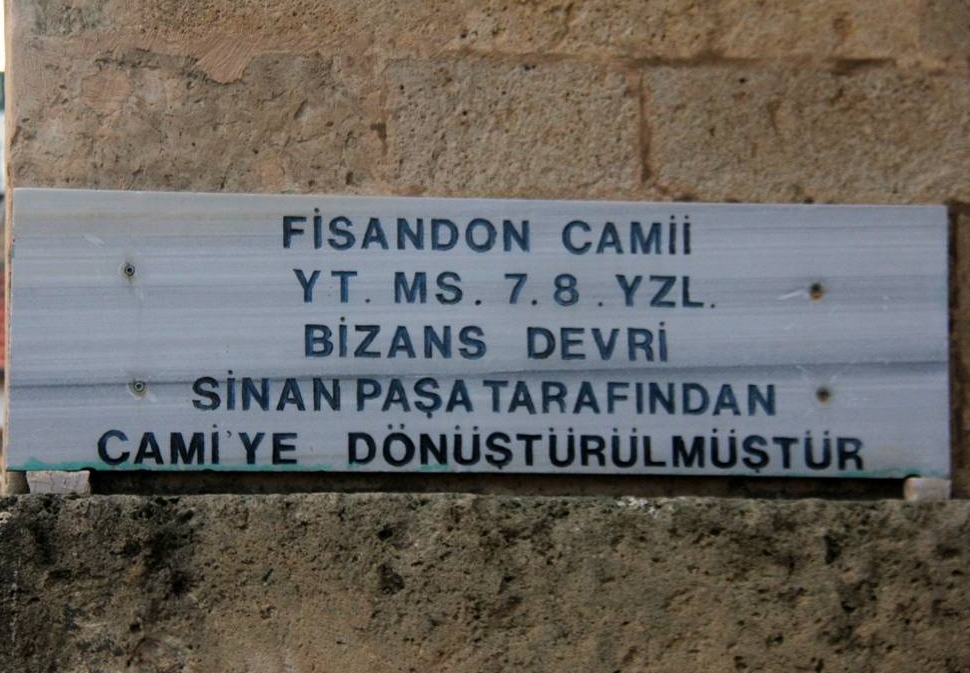 FİSANDON CAMİİ
YT. MS. 7.8.YZL.
BİZANS DEVRİ
SİNAN PAŞA TARAFINDAN
CAMİ'YE DÖNÜŞTÜRÜLMÜŞTÜR